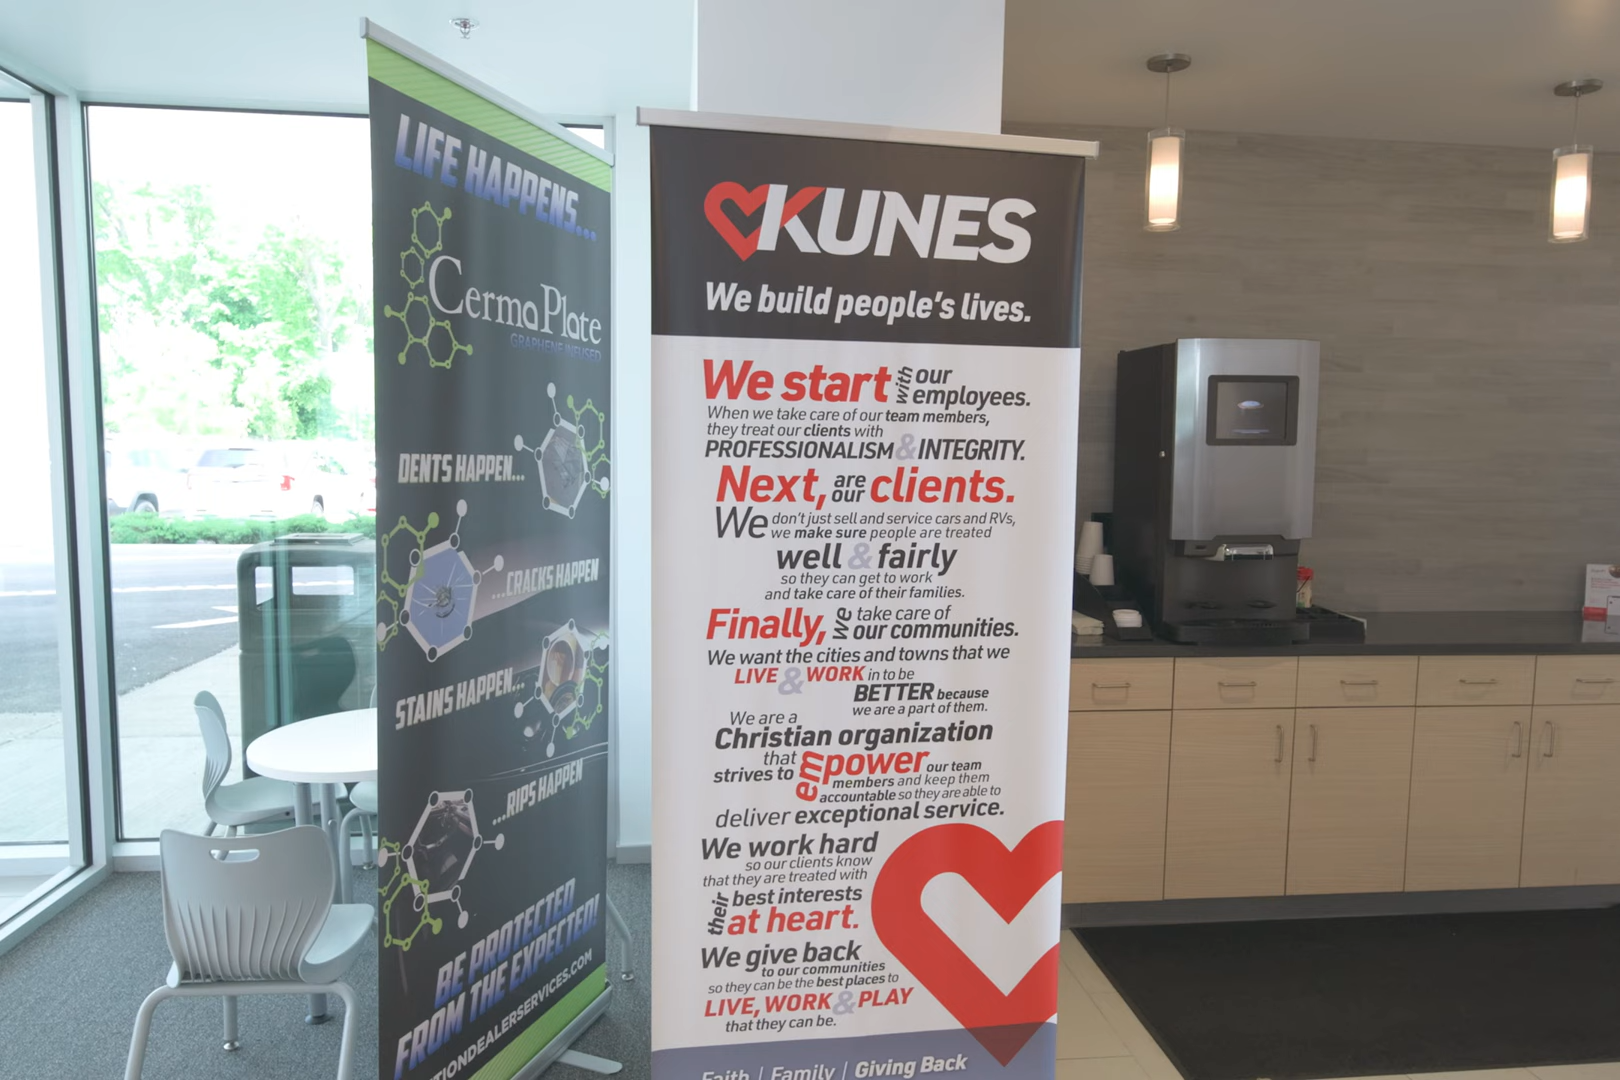 LIFE HAPPENS...
CermaPlate
GRAPHENE INFUSED
DENTS HAPPEN...
...CRACKS HAPPEN
STAINS HAPPEN...
...RIPS HAPPEN
BE PROTECTED
FROM THE EXPECTED!
TIONDEALERSERVICES.COM
KUNES
We build people's lives.
We start with our
employees.
When we take care of our team members,
they treat our clients with
PROFESSIONALISM & INTEGRITY.
Next, are our clients.
We don't just sell and service cars and RVs,
we make sure people are treated
well & fairly
so they can get to work
and take care of their families.
Finally, we take care of
our communities.
We want the cities and towns that we
LIVE & WORK in to be
BETTER because
we are a part of them.
We are a
Christian organization
that
strives to empower our team
members and keep them
accountable so they are able to
deliver exceptional service.
We work hard
so our clients know
that they are treated with
their best interests
at heart.
We give back
to our communities
so they can be the best places to
LIVE, WORK & PLAY
that they can be.
Faith | Family | Giving Back